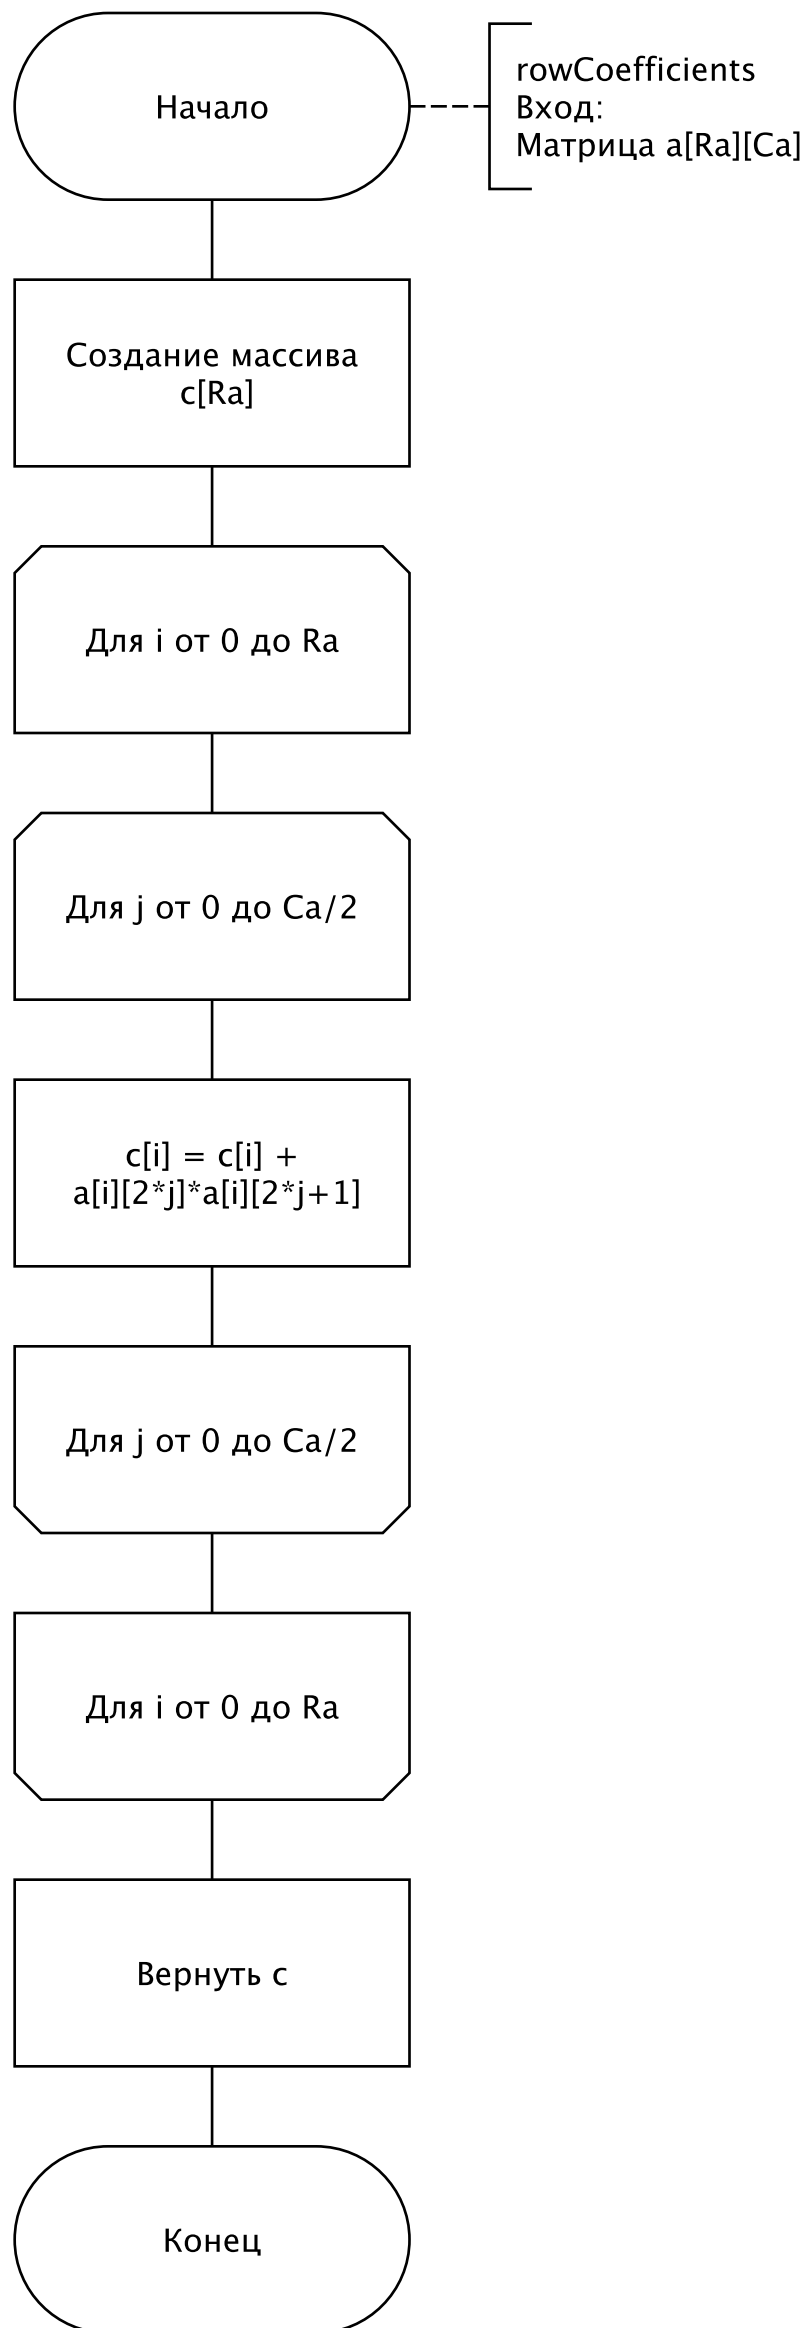 Начало
rowCoefficients
Вход:
Матрица a[Ra][Ca]
Создание массива
c[Ra]
Для i от 0 до Ra
Для j от 0 до Ca/2
c[i] = c[i] +
a[i][2*j]*a[i][2*j+1]
Для j от 0 до Ca/2
Для i от 0 до Ra
Вернуть c
Конец